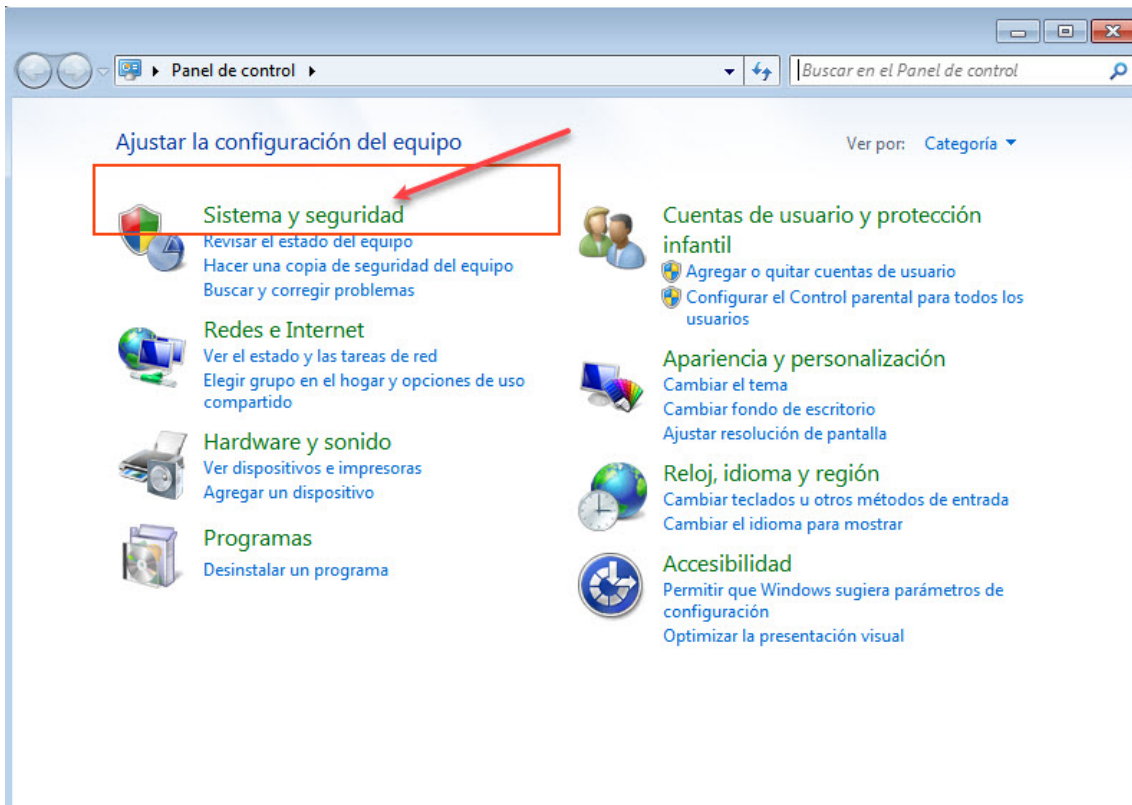 Panel de control
Buscar en el Panel de control
Ajustar la configuración del equipo
Ver por: Categoría
Sistema y seguridad
Revisar el estado del equipo
Hacer una copia de seguridad del equipo
Buscar y corregir problemas
Redes e Internet
Ver el estado y las tareas de red
Elegir grupo en el hogar y opciones de uso
compartido
Hardware y sonido
Ver dispositivos e impresoras
Agregar un dispositivo
Programas
Desinstalar un programa
Cuentas de usuario y protección
infantil
Agregar o quitar cuentas de usuario
Configurar el Control parental para todos los
usuarios
Apariencia y personalización
Cambiar el tema
Cambiar fondo de escritorio
Ajustar resolución de pantalla
Reloj, idioma y región
Cambiar teclados u otros métodos de entrada
Cambiar el idioma para mostrar
Accesibilidad
Permitir que Windows sugiera parámetros de
configuración
Optimizar la presentación visual